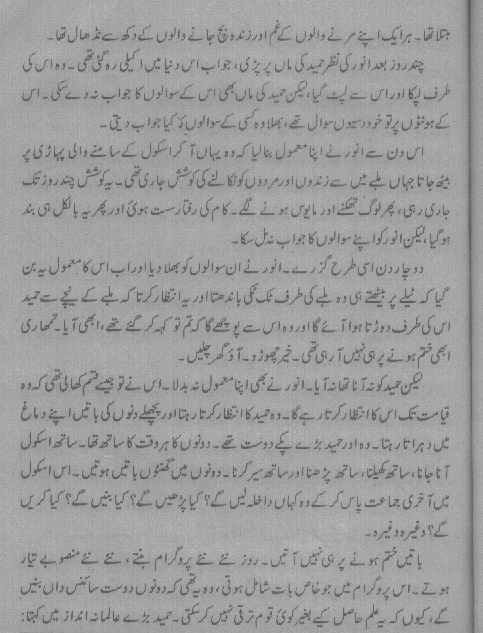 مبتلا تھا۔ ہر ایک اپنے مرنے والوں کے غم اور زندہ بچ جانے والوں کے دکھ سے نڈھال تھا۔
چند روز بعد انور کی نظر حمید کی ماں پر پڑی، جو اب اس دنیا میں اکیلی رہ گئی تھی۔ وہ اس کی
طرف لپکا اور اس سے لپٹ گیا، لیکن حمید کی ماں بھی اس کے سوالوں کا جواب نہ دے سکی۔ اس
کے ہونٹوں پر تو خود دسیوں سوال تھے، بھلا وہ کسی کے سوالوں کا کیا جواب دیتی۔
اس دن سے انور نے اپنا معمول بنا لیا کہ وہ یہاں آ کر اسکول کے سامنے والی پہاڑی پر
بیٹھ جاتا جہاں ملبے میں سے زندوں اور مردوں کو نکالنے کی کوشش جاری تھی۔ یہ کوشش چند روز تک
جاری رہی، پھر لوگ تھکنے اور مایوس ہونے لگے۔ کام کی رفتار سست ہوئی اور پھر یہ بالکل ہی بند
ہو گیا، لیکن انور کو اپنے سوالوں کا جواب نہ مل سکا۔
دو چار دن اسی طرح گزرے۔ انور نے ان سوالوں کو بھلا دیا اور اب اس کا معمول یہ بن
گیا کہ ٹیلے پر بیٹھتے ہی وہ ملبے کی طرف ٹک ٹکی باندھتا اور یہ انتظار کرتا کہ ملبے کے نیچے سے حمید
اس کی طرف دوڑتا ہوا آئے گا اور وہ اس سے پوچھے گا کہ تم تو کہہ کر گئے تھے، ابھی آیا۔ تمھاری
ابھی ختم ہونے پر ہی نہیں آ رہی تھی۔ خیر چھوڑو۔ آؤ گھر چلیں۔
لیکن حمید کو نہ آنا تھا نہ آیا۔ انور نے بھی اپنا معمول نہ بدلا۔ اس نے تو جیسے قسم کھا لی تھی کہ وہ
قیامت تک اس کا انتظار کرتا رہے گا۔ وہ حمید کا انتظار کرتا رہتا اور پچھلے دنوں کی باتیں اپنے دماغ
میں دہراتا رہتا۔ وہ اور حمید بڑے پکے دوست تھے۔ دونوں کا ہر وقت کا ساتھ تھا۔ ساتھ اسکول
آنا جانا، ساتھ کھیلنا، ساتھ پڑھنا اور ساتھ سیر کرنا۔ دونوں میں گھنٹوں باتیں ہوتیں۔ اس اسکول
میں آخری جماعت پاس کر کے وہ کہاں داخلہ لیں گے؟ کیا پڑھیں گے؟ کیا بنیں گے؟ کیا کریں
گے؟ وغیرہ وغیرہ۔
باتیں ختم ہونے پر ہی نہیں آتیں۔ روز نئے نئے پروگرام بنتے، نئے نئے منصوبے تیار
ہوتے۔ اس پروگرام میں جو خاص بات شامل ہوتی، وہ یہ تھی کہ دونوں دوست سائنس داں بنیں
گے، کیوں کہ یہ علم حاصل کیے بغیر کوئی قوم ترقی نہیں کر سکتی۔ حمید بڑے عالمانہ انداز میں کہتا: